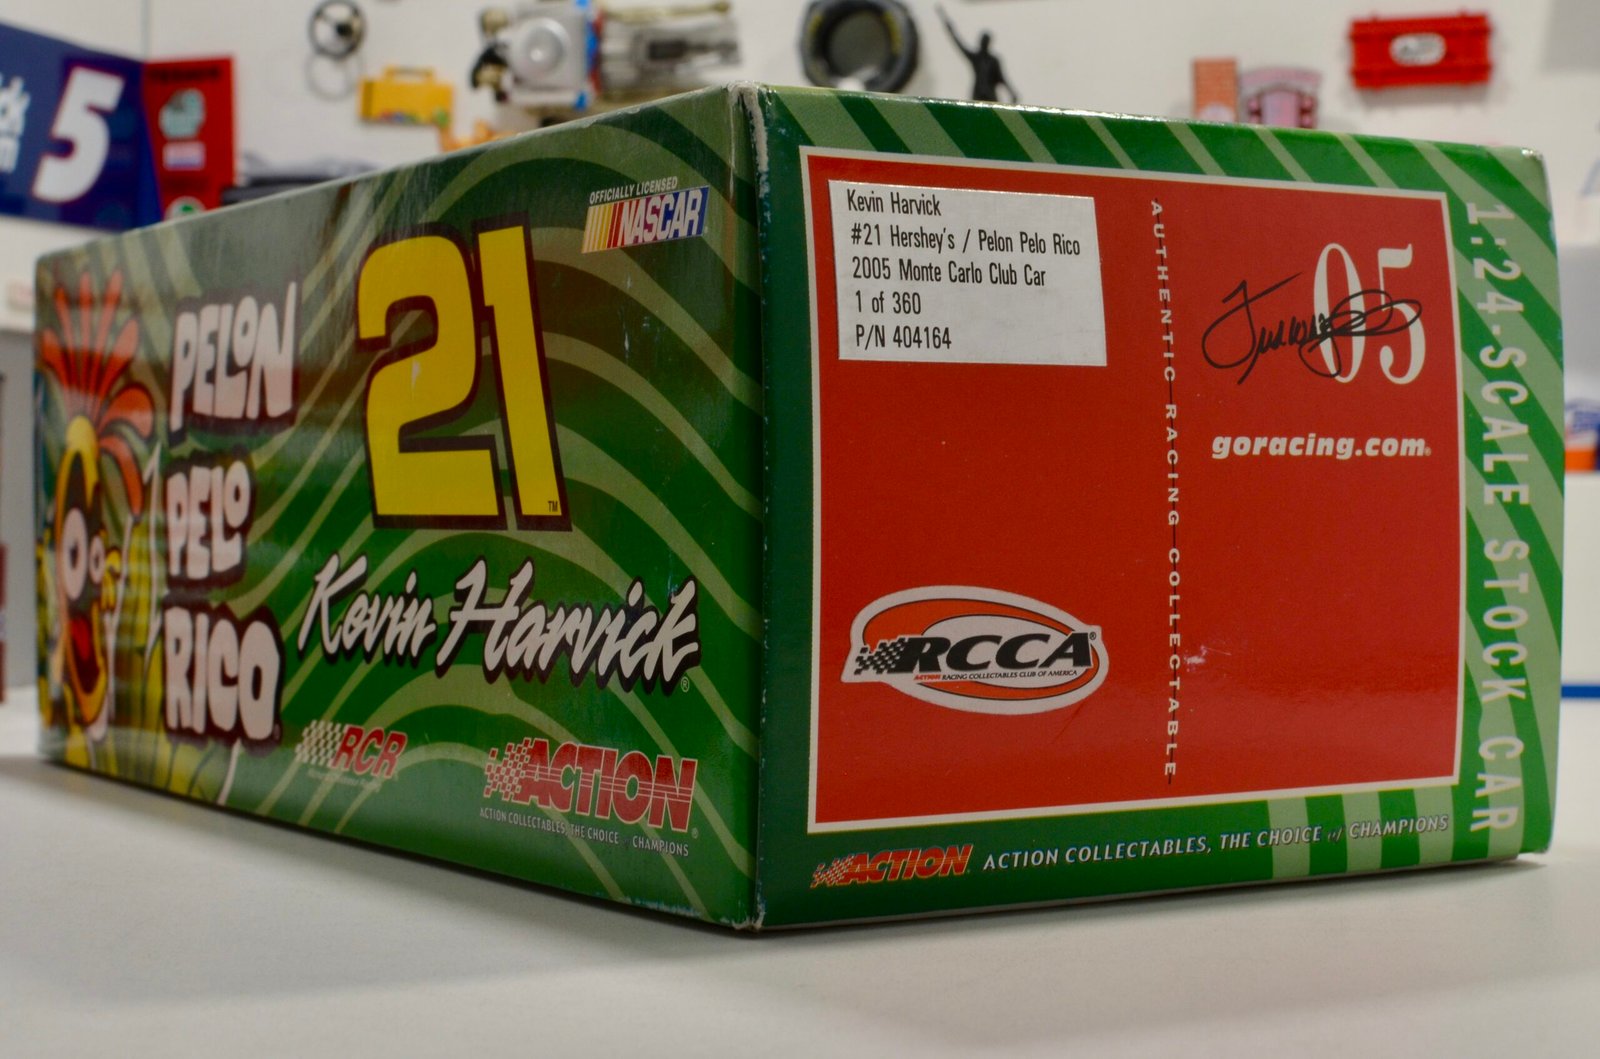 5
PELON
PELO
RICO
21
TM
OFFICIALLY LICENSED
NASCAR
Kevin Harvick®
RCR
ACTION®
ACTION COLLECTABLES, THE CHOICE of CHAMPIONS
Kevin Harvick
#21 Hershey's / Pelon Pelo Rico
2005 Monte Carlo Club Car
1 of 360
P/N 404164
AUTHENTIC RACING COLLECTABLE
05
goracing.com®
RCCA®
ACTION RACING COLLECTABLES CLUB OF AMERICA
1:24-SCALE STOCK CAR
ACTION® ACTION COLLECTABLES, THE CHOICE of CHAMPIONS